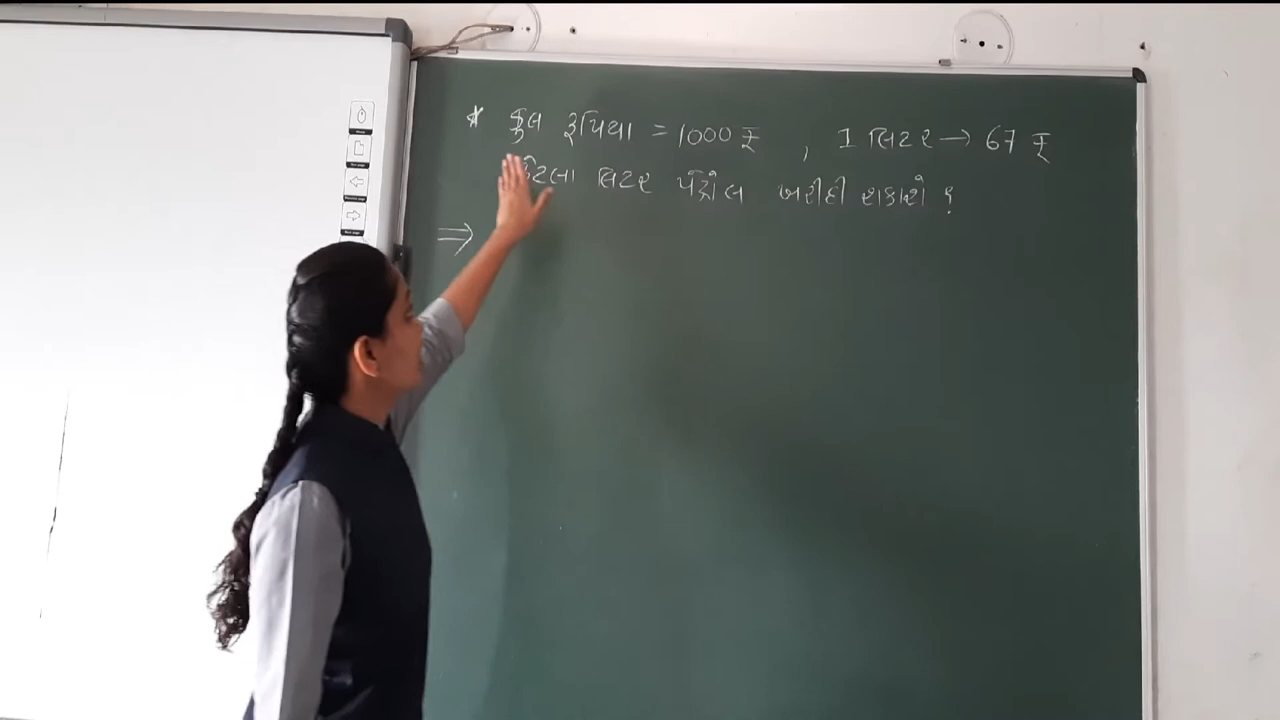 * કુલ રૂપિયા = 1000 ₹ , 1 લિટર → 67 ₹
કેટલા લિટર પેટ્રોલ ખરીદી શકાશે ?
⇒